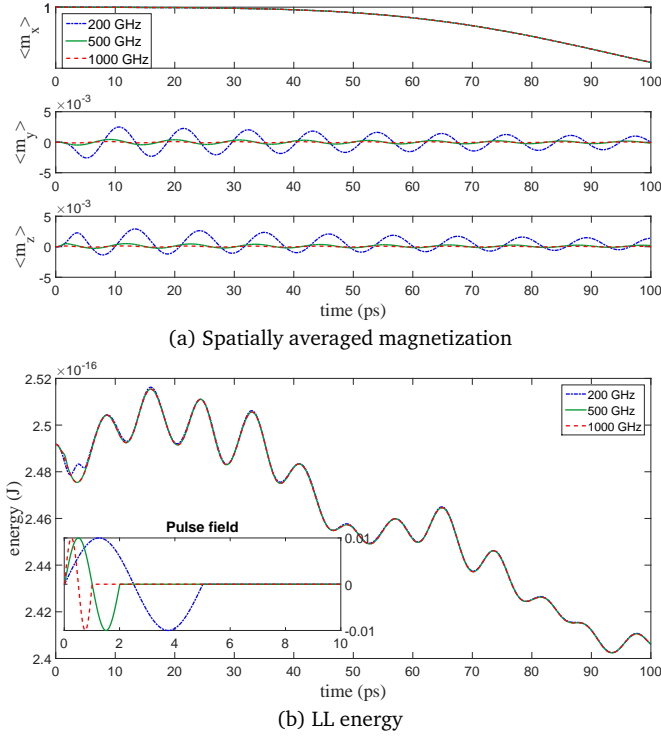 1
<m_x>
200 GHz
500 GHz
1000 GHz
0 10 20 30 40 50 60 70 80 90 100
×10^-3
5
<m_y>
0
-5
0 10 20 30 40 50 60 70 80 90 100
×10^-3
5
<m_z>
0
-5
0 10 20 30 40 50 60 70 80 90 100
time (ps)
(a) Spatially averaged magnetization
×10^-16
2.52
2.5
2.48
2.46
2.44
2.42
2.4
energy (J)
200 GHz
500 GHz
1000 GHz
Pulse field
0.01
0
-0.01
0 2 4 6 8 10
0 10 20 30 40 50 60 70 80 90 100
time (ps)
(b) LL energy